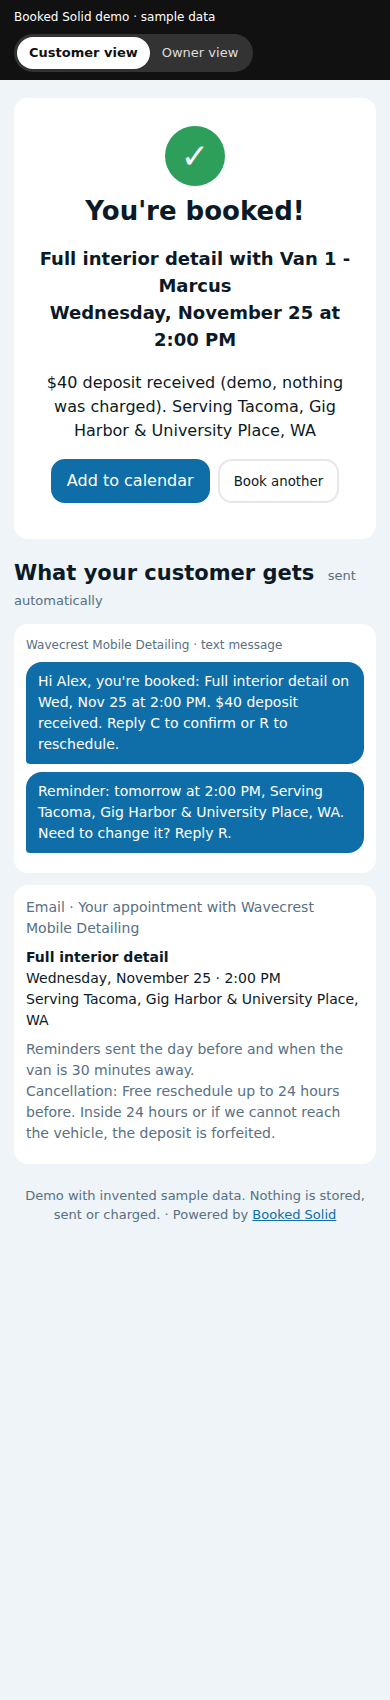 Booked Solid demo · sample data
Customer view
Owner view
✓
You're booked!
Full interior detail with Van 1 -
Marcus
Wednesday, November 25 at
2:00 PM
$40 deposit received (demo, nothing
was charged). Serving Tacoma, Gig
Harbor & University Place, WA
Add to calendar
Book another
What your customer gets sent
automatically
Wavecrest Mobile Detailing · text message
Hi Alex, you're booked: Full interior detail on
Wed, Nov 25 at 2:00 PM. $40 deposit
received. Reply C to confirm or R to
reschedule.
Reminder: tomorrow at 2:00 PM, Serving
Tacoma, Gig Harbor & University Place, WA.
Need to change it? Reply R.
Email · Your appointment with Wavecrest
Mobile Detailing
Full interior detail
Wednesday, November 25 · 2:00 PM
Serving Tacoma, Gig Harbor & University Place,
WA
Reminders sent the day before and when the
van is 30 minutes away.
Cancellation: Free reschedule up to 24 hours
before. Inside 24 hours or if we cannot reach
the vehicle, the deposit is forfeited.
Demo with invented sample data. Nothing is stored,
sent or charged. · Powered by Booked Solid